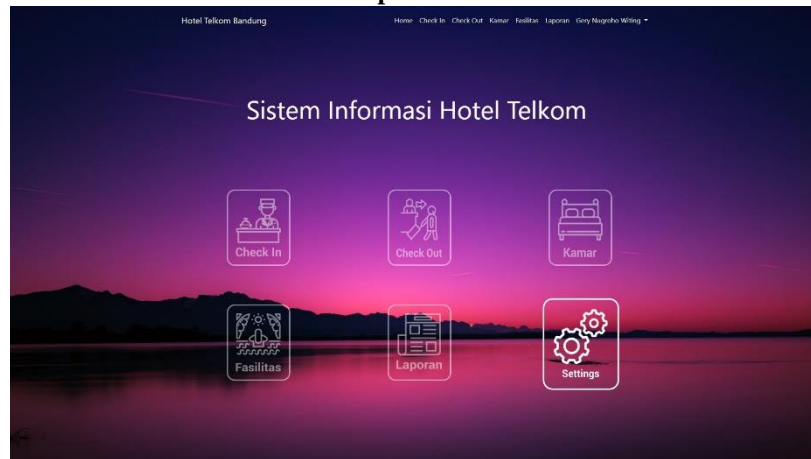 Hotel Telkom Bandung
Home Check In Check Out Kamar Fasilitas Laporan Gery Nugroho Witing
Sistem Informasi Hotel Telkom
Check In
Check Out
Kamar
Fasilitas
Laporan
Settings